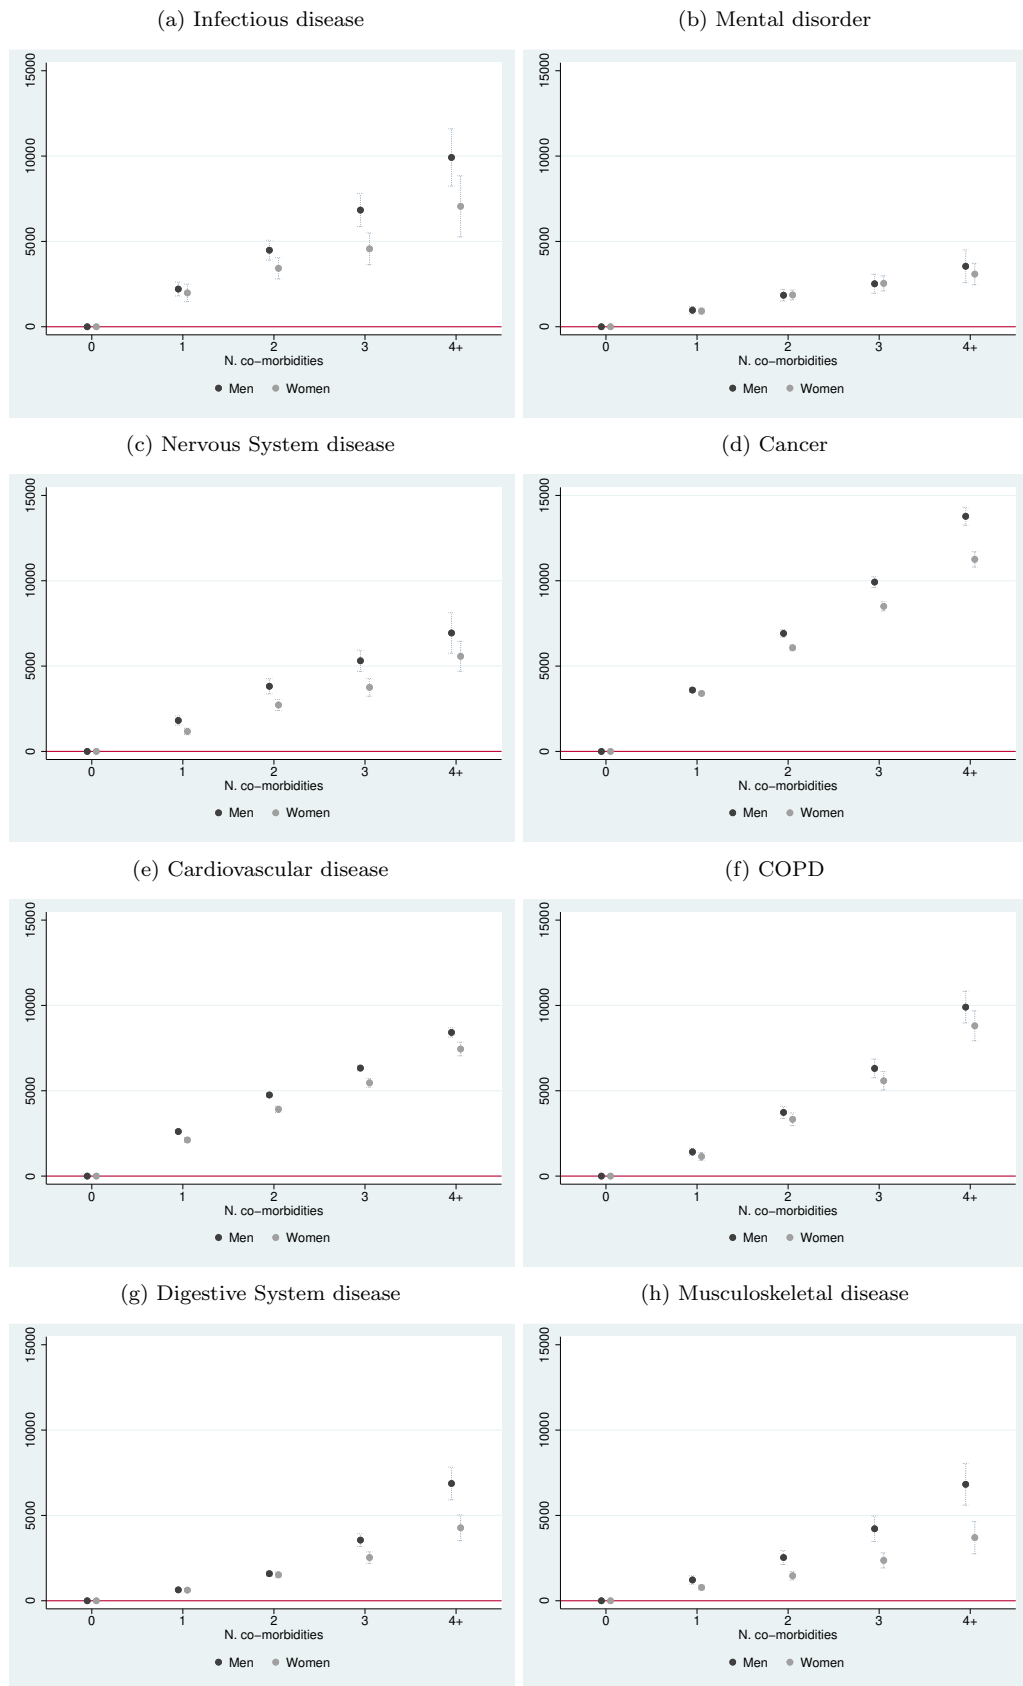 (a) Infectious disease
15000
10000
5000
0
0 1 2 3 4+
N. co−morbidities
Men Women
(b) Mental disorder
15000
10000
5000
0
0 1 2 3 4+
N. co−morbidities
Men Women
(c) Nervous System disease
15000
10000
5000
0
0 1 2 3 4+
N. co−morbidities
Men Women
(d) Cancer
15000
10000
5000
0
0 1 2 3 4+
N. co−morbidities
Men Women
(e) Cardiovascular disease
15000
10000
5000
0
0 1 2 3 4+
N. co−morbidities
Men Women
(f) COPD
15000
10000
5000
0
0 1 2 3 4+
N. co−morbidities
Men Women
(g) Digestive System disease
15000
10000
5000
0
0 1 2 3 4+
N. co−morbidities
Men Women
(h) Musculoskeletal disease
15000
10000
5000
0
0 1 2 3 4+
N. co−morbidities
Men Women